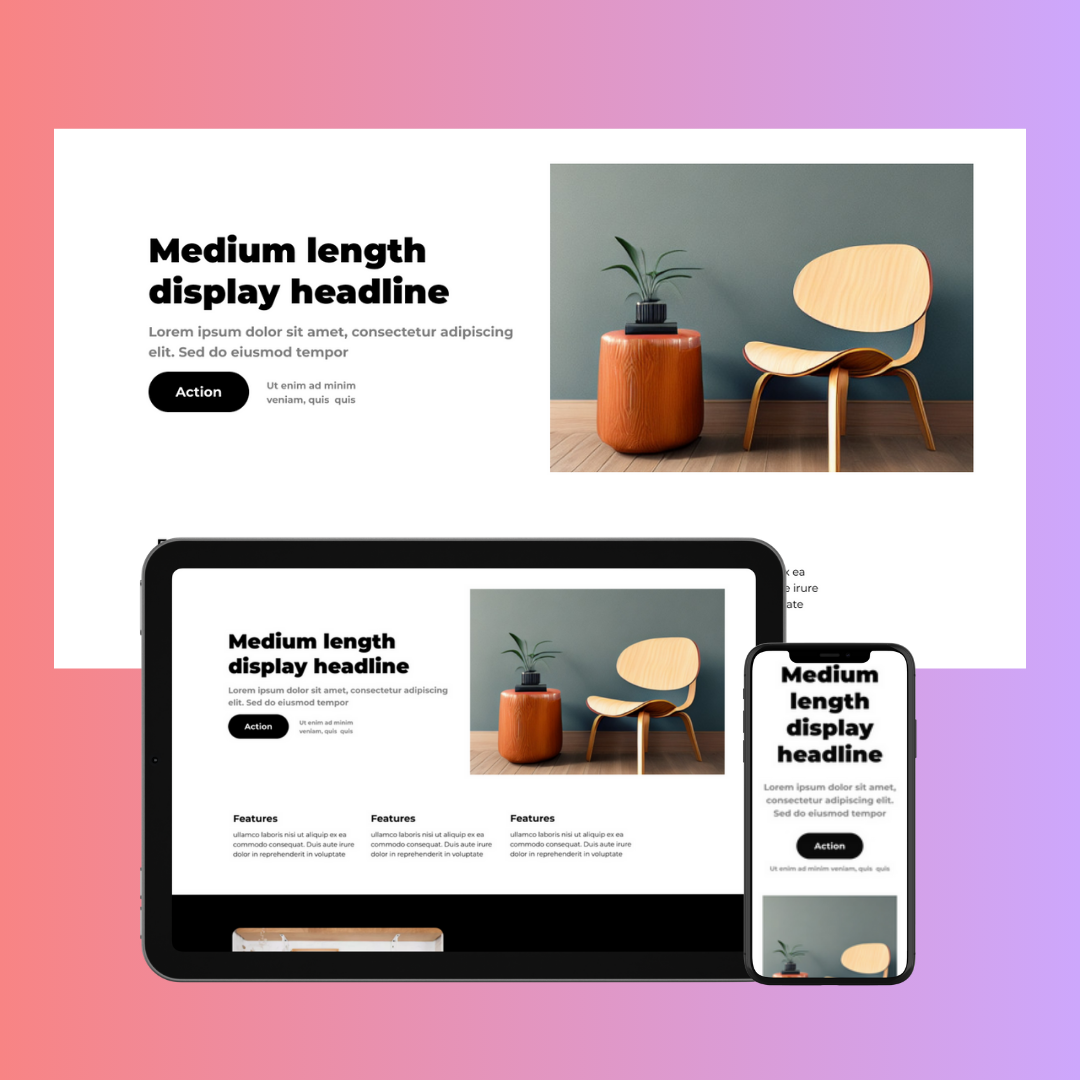 Medium length
display headline
Lorem ipsum dolor sit amet, consectetur adipiscing
elit. Sed do eiusmod tempor
Action
Ut enim ad minim
veniam, quis quis
ea
irure
Medium length
display headline
Lorem ipsum dolor sit amet, consectetur adipiscing
elit. Sed do eiusmod tempor
Action
Ut enim ad minim
veniam, quis quis
Features
ullamco laboris nisi ut aliquip ex ea
commodo consequat. Duis aute irure
dolor in reprehenderit in voluptate
Features
ullamco laboris nisi ut aliquip ex ea
commodo consequat. Duis aute irure
dolor in reprehenderit in voluptate
Features
ullamco laboris nisi ut aliquip ex ea
commodo consequat. Duis aute irure
dolor in reprehenderit in voluptate
Medium
length
display
headline
Lorem ipsum dolor sit amet,
consectetur adipiscing elit.
Sed do eiusmod tempor
Action
Ut enim ad minim veniam, quis quis